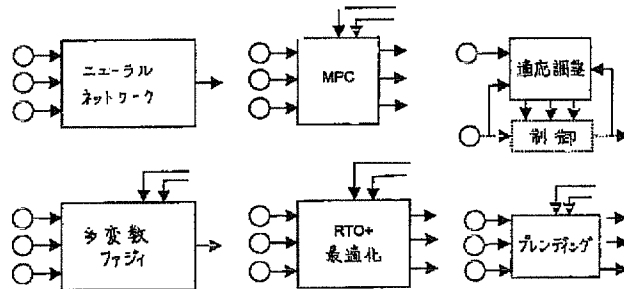 ニューラル
ネットワーク
MPC
適応調整
制御
多変数
ファジィ
RTO+
最適化
ブレンディング